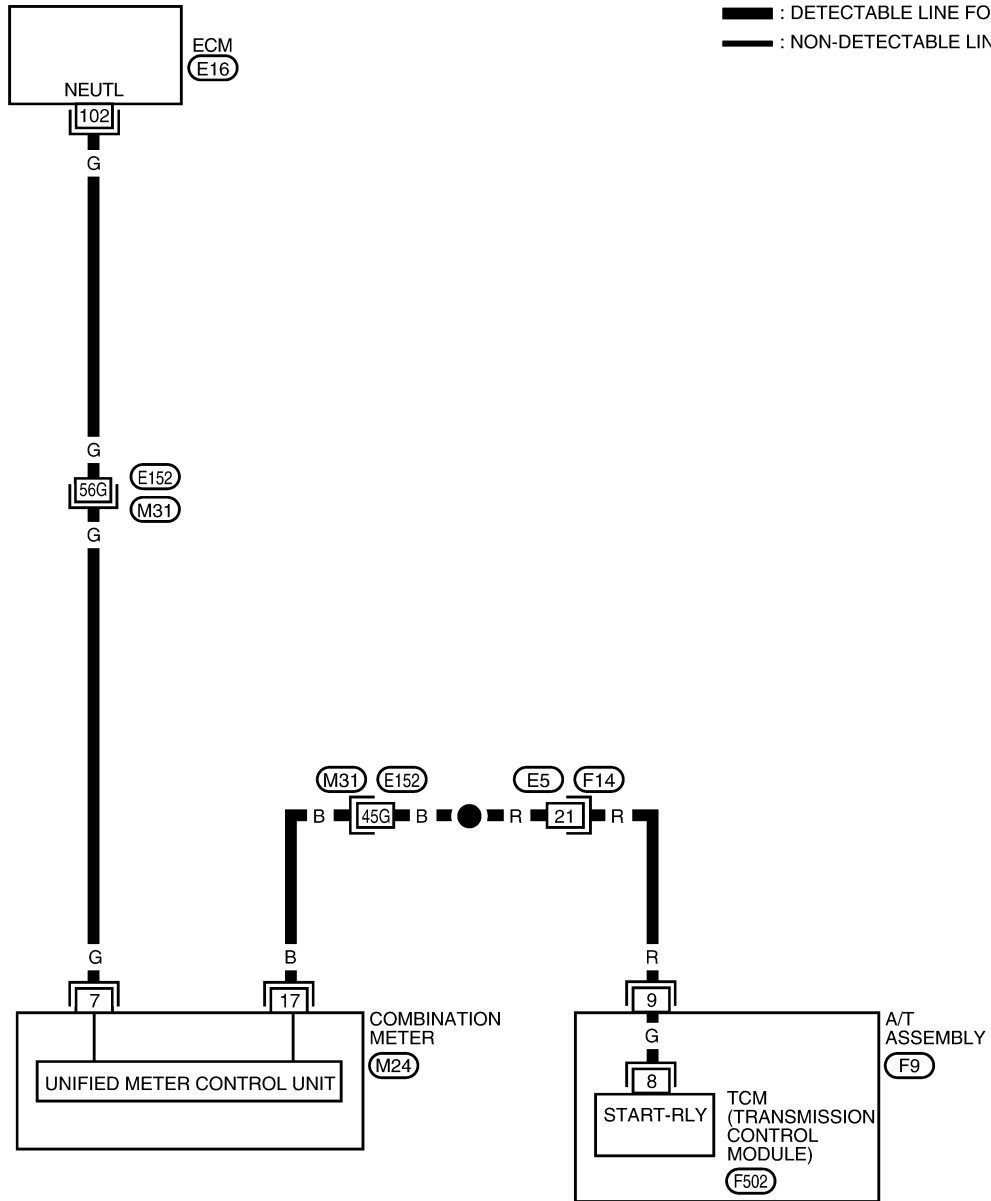 : DETECTABLE LINE FO
: NON-DETECTABLE LIN
ECM
E16
NEUTL
102
G
G
56G
E152
M31
G
M31
E152
E5
F14
B
45G
B
R
21
R
G
B
R
7
17
9
COMBINATION
METER
M24
UNIFIED METER CONTROL UNIT
A/T
ASSEMBLY
F9
G
8
START-RLY
TCM
(TRANSMISSION
CONTROL
MODULE)
F502